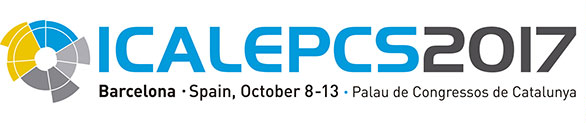 ICALEPCS2017
Barcelona · Spain, October 8-13 · Palau de Congressos de Catalunya